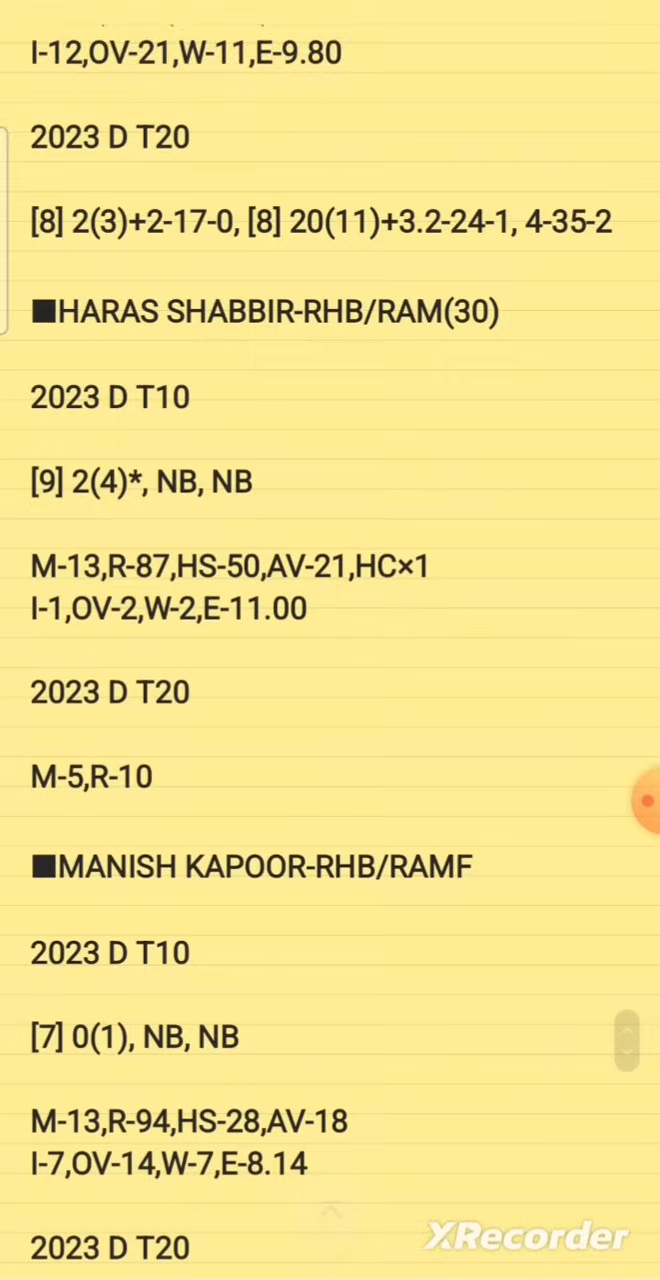 I-12,OV-21,W-11,E-9.80
2023 D T20
[8] 2(3)+2-17-0, [8] 20(11)+3.2-24-1, 4-35-2
■HARAS SHABBIR-RHB/RAM(30)
2023 D T10
[9] 2(4)*, NB, NB
M-13,R-87,HS-50,AV-21,HC×1
I-1,OV-2,W-2,E-11.00
2023 D T20
M-5,R-10
■MANISH KAPOOR-RHB/RAMF
2023 D T10
[7] 0(1), NB, NB
M-13,R-94,HS-28,AV-18
I-7,OV-14,W-7,E-8.14
2023 D T20
XRecorder